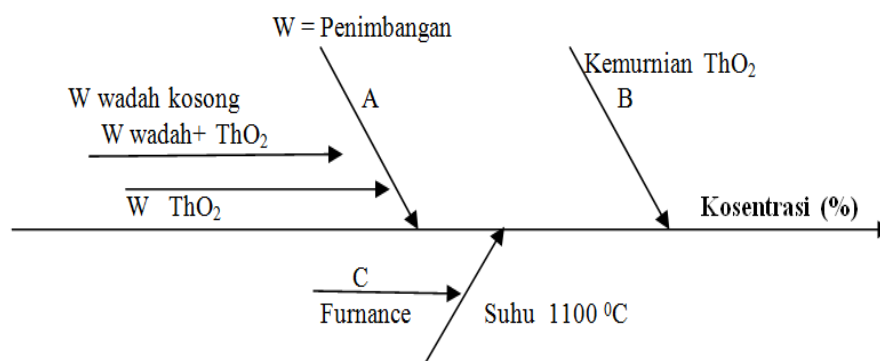 W = Penimbangan
Kemurnian ThO₂
A
B
W wadah kosong
W wadah+ ThO₂
W ThO₂
Kosentrasi (%)
C
Furnance
Suhu 1100 ⁰C